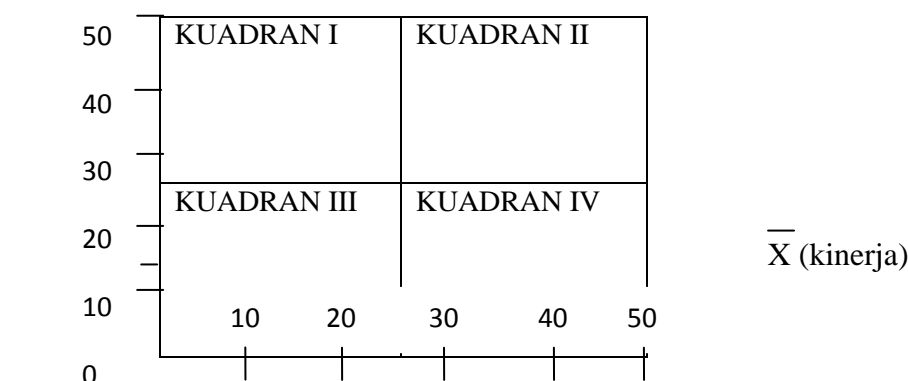 50
KUADRAN I
KUADRAN II
40
30
KUADRAN III
KUADRAN IV
20
X̅ (kinerja)
10
10 20 30 40 50
0